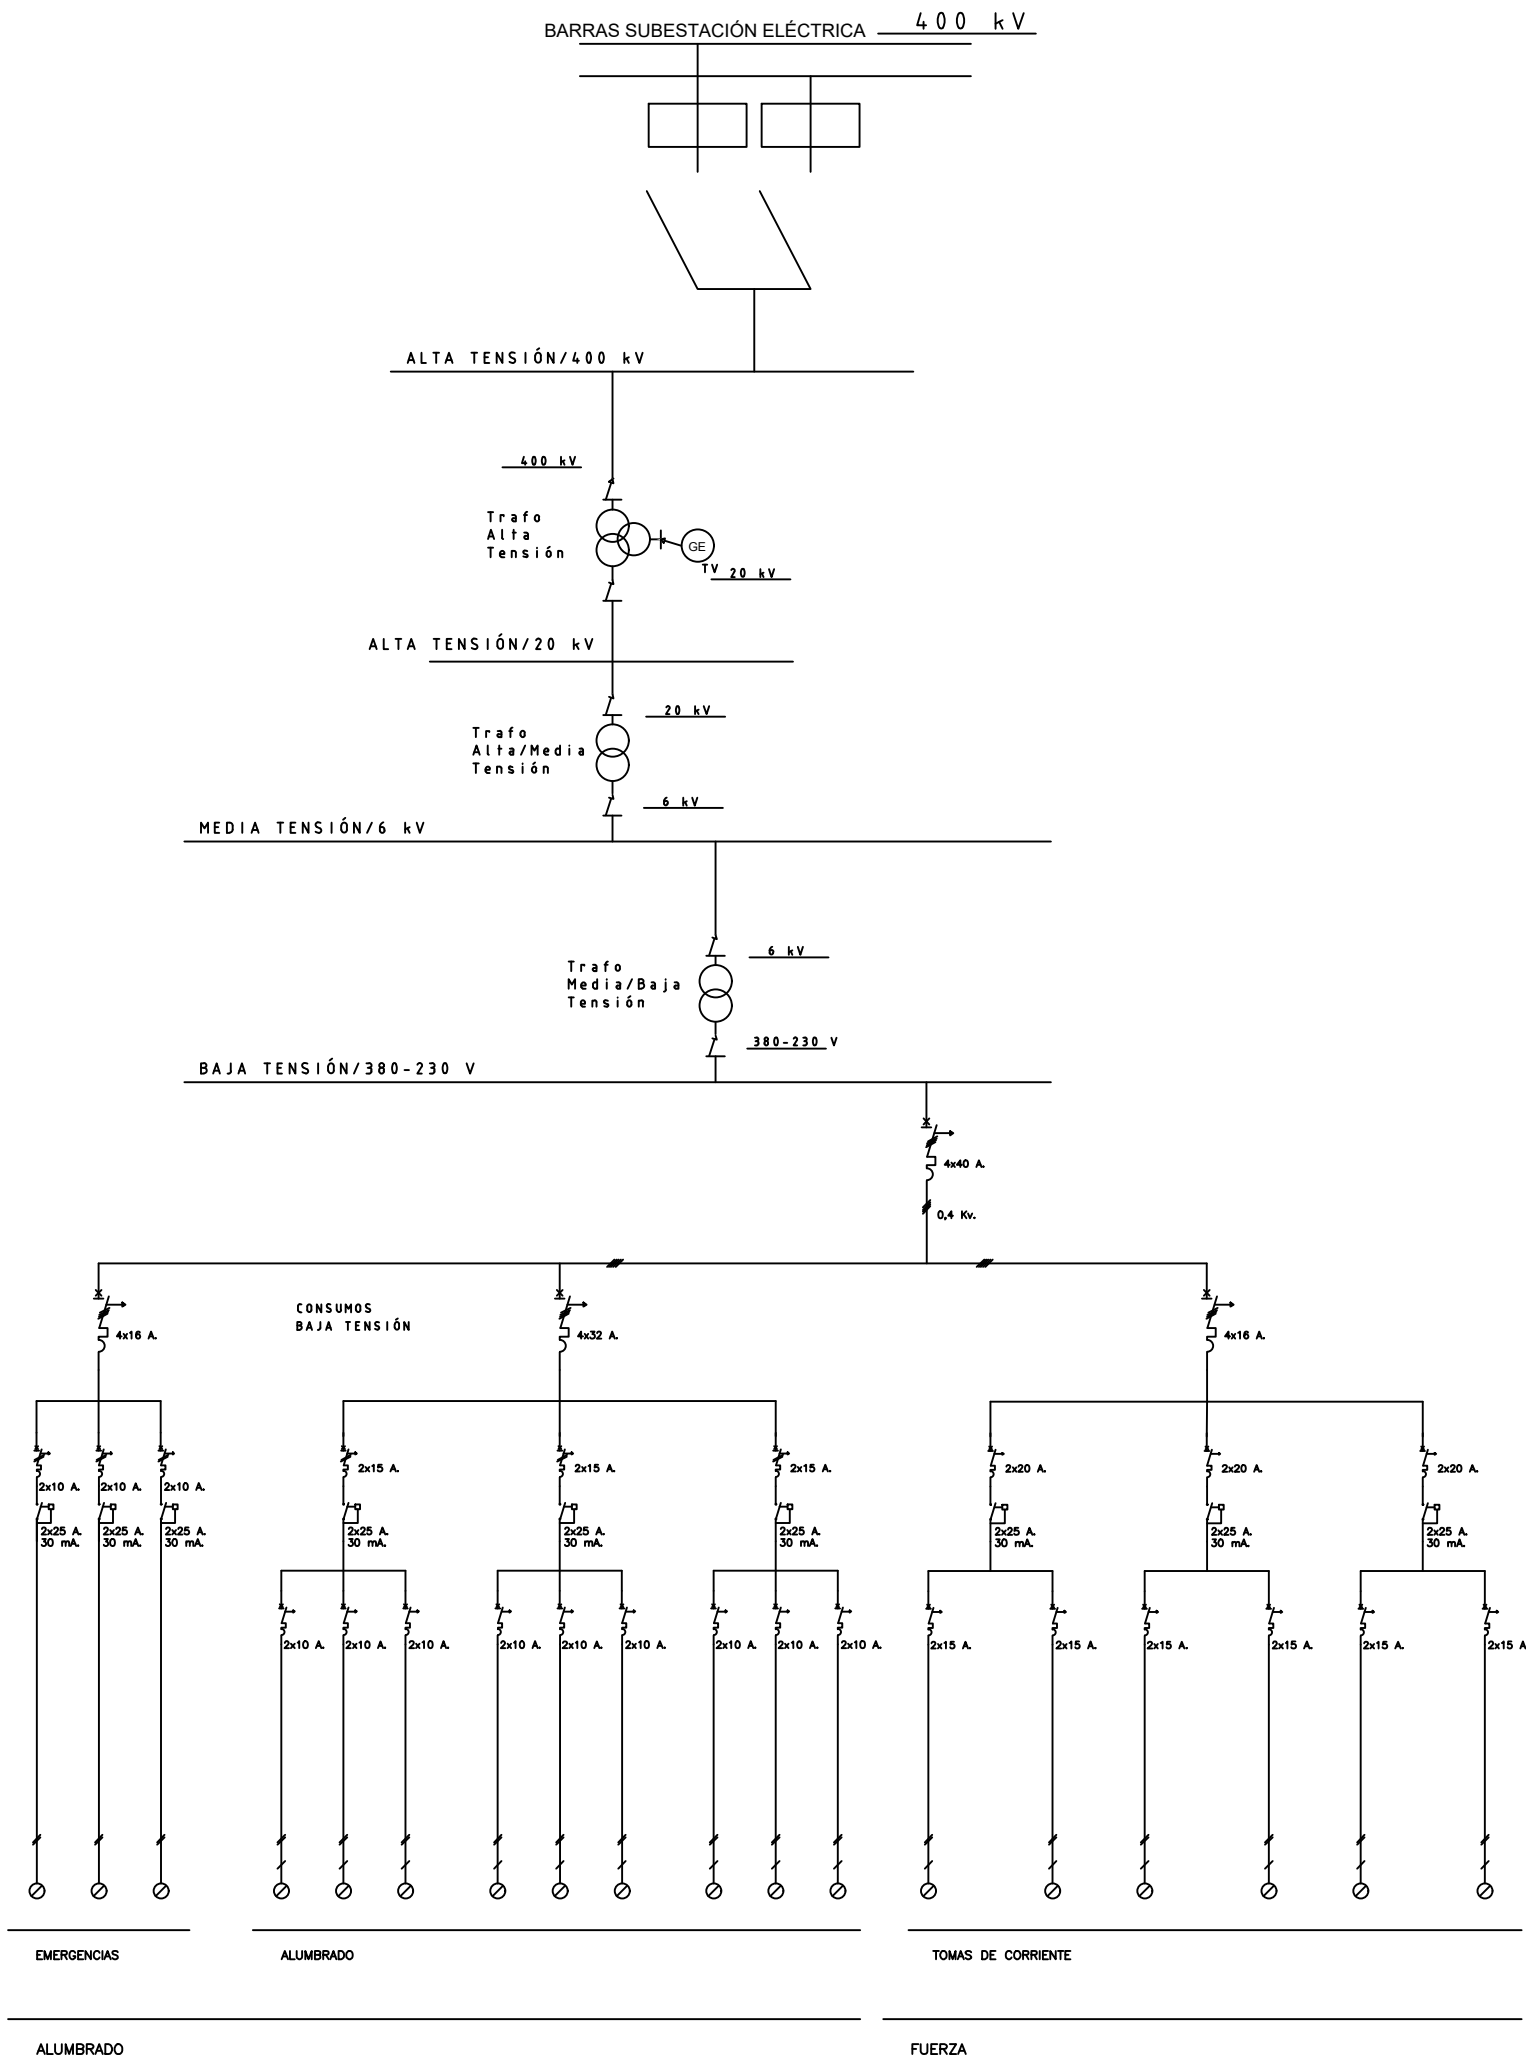 BARRAS SUBESTACIÓN ELÉCTRICA 400 kV
ALTA TENSIÓN/400 kV
400 kV
Trafo
Alta
Tensión
GE
TV 20 kV
ALTA TENSIÓN/20 kV
20 kV
Trafo
Alta/Media
Tensión
6 kV
MEDIA TENSIÓN/6 kV
6 kV
Trafo
Media/Baja
Tensión
380-230 V
BAJA TENSIÓN/380-230 V
4x40 A.
0,4 Kv.
CONSUMOS
BAJA TENSIÓN
4x16 A. 4x32 A. 4x16 A.
2x15 A. 2x15 A. 2x15 A. 2x20 A. 2x20 A. 2x20 A.
2x10 A. 2x10 A. 2x10 A.
2x25 A. 2x25 A. 2x25 A. 2x25 A. 2x25 A. 2x25 A. 2x25 A. 2x25 A. 2x25 A.
30 mA. 30 mA. 30 mA. 30 mA. 30 mA. 30 mA. 30 mA. 30 mA. 30 mA.
2x10 A. 2x10 A. 2x10 A. 2x10 A. 2x10 A. 2x10 A. 2x10 A. 2x10 A. 2x10 A. 2x15 A. 2x15 A. 2x15 A. 2x15 A. 2x15 A. 2x15 A
EMERGENCIAS ALUMBRADO TOMAS DE CORRIENTE
ALUMBRADO FUERZA